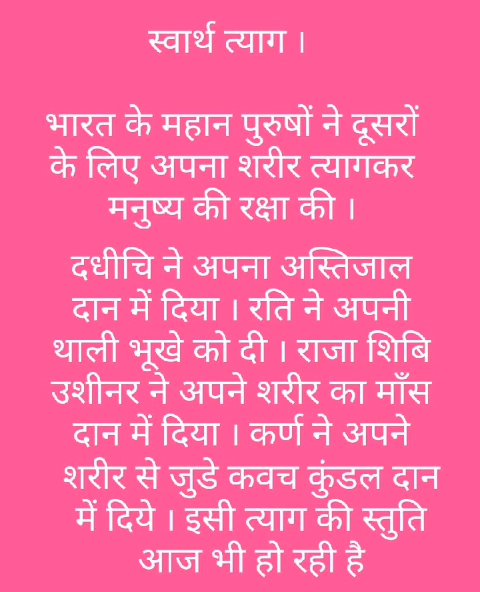 स्वार्थ त्याग ।
भारत के महान पुरुषों ने दूसरों
के लिए अपना शरीर त्यागकर
मनुष्य की रक्षा की ।
दधीचि ने अपना अस्तिजाल
दान में दिया । रति ने अपनी
थाली भूखे को दी । राजा शिबि
उशीनर ने अपने शरीर का माँस
दान में दिया । कर्ण ने अपने
शरीर से जुडे कवच कुंडल दान
में दिये । इसी त्याग की स्तुति
आज भी हो रही है